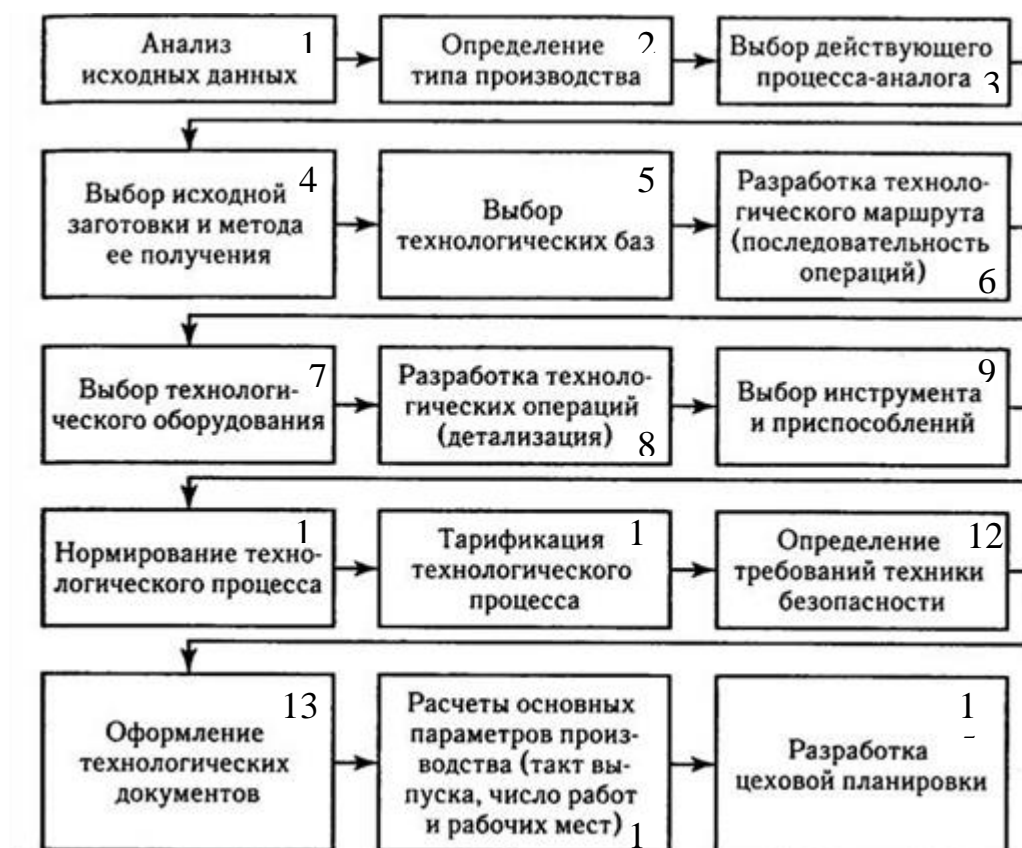 Анализ 1
исходных данных
Определение 2
типа производства
Выбор действующего
процесса-аналога 3
Выбор исходной 4
заготовки и метода
ее получения
5
Выбор
технологических баз
Разработка техноло-
гического маршрута
(последовательность
операций) 6
Выбор технологи- 7
ческого оборудования
Разработка техноло-
гических операций
(детализация) 8
9
Выбор инструмента
и приспособлений
1
Нормирование техно-
логического процесса
Тарификация 1
технологического
процесса
Определение 12
требований техники
безопасности
13
Оформление
технологических
документов
Расчеты основных
параметров произ-
водства (такт вы-
пуска, число работ
и рабочих мест) 1
1
Разработка
цеховой планировки